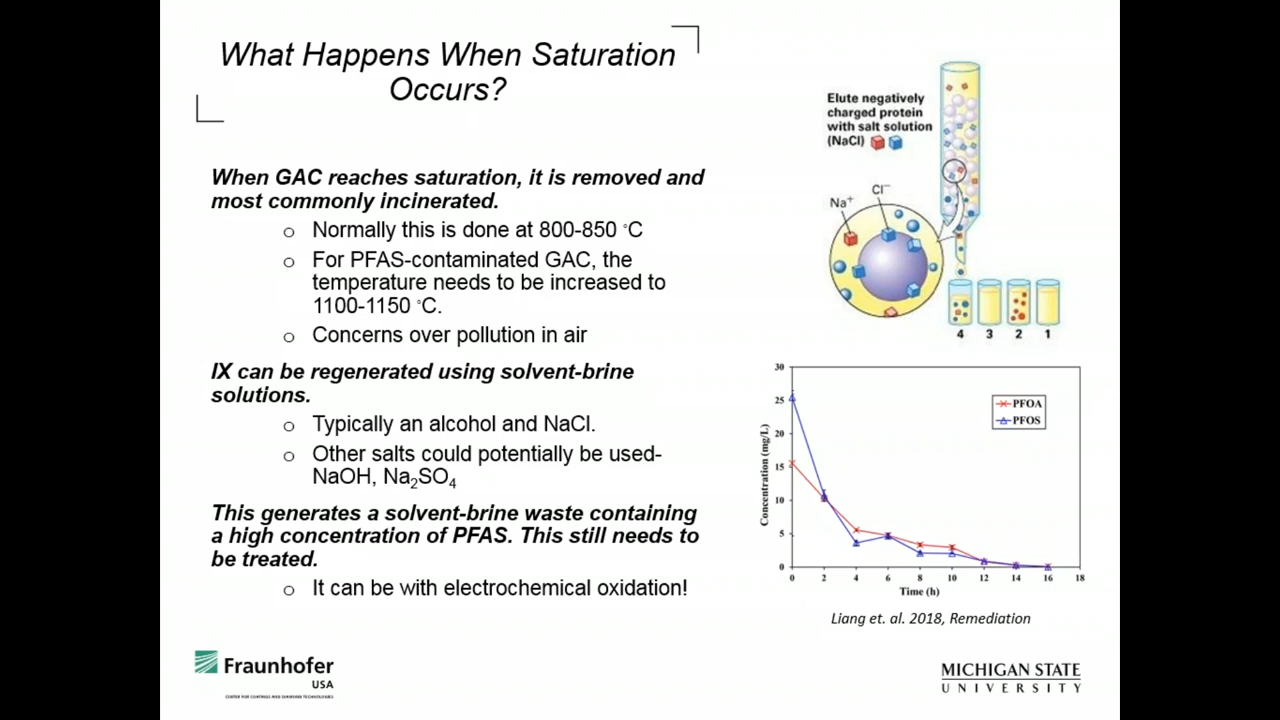 What Happens When Saturation
Occurs?
When GAC reaches saturation, it is removed and
most commonly incinerated.
o Normally this is done at 800-850 °C
o For PFAS-contaminated GAC, the
temperature needs to be increased to
1100-1150 °C.
o Concerns over pollution in air
IX can be regenerated using solvent-brine
solutions.
o Typically an alcohol and NaCl.
o Other salts could potentially be used-
NaOH, Na₂SO₄
This generates a solvent-brine waste containing
a high concentration of PFAS. This still needs to
be treated.
o It can be with electrochemical oxidation!
Elute negatively
charged protein
with salt solution
(NaCl)
Na⁺
Cl⁻
4 3 2 1
30
25
20
15
10
5
0
Concentration (mg/L)
PFOA
PFOS
0 2 4 6 8 10 12 14 16 18
Time (h)
Liang et. al. 2018, Remediation
Fraunhofer
USA
CENTER FOR COATINGS AND DIAMOND TECHNOLOGIES
MICHIGAN STATE
UNIVERSITY